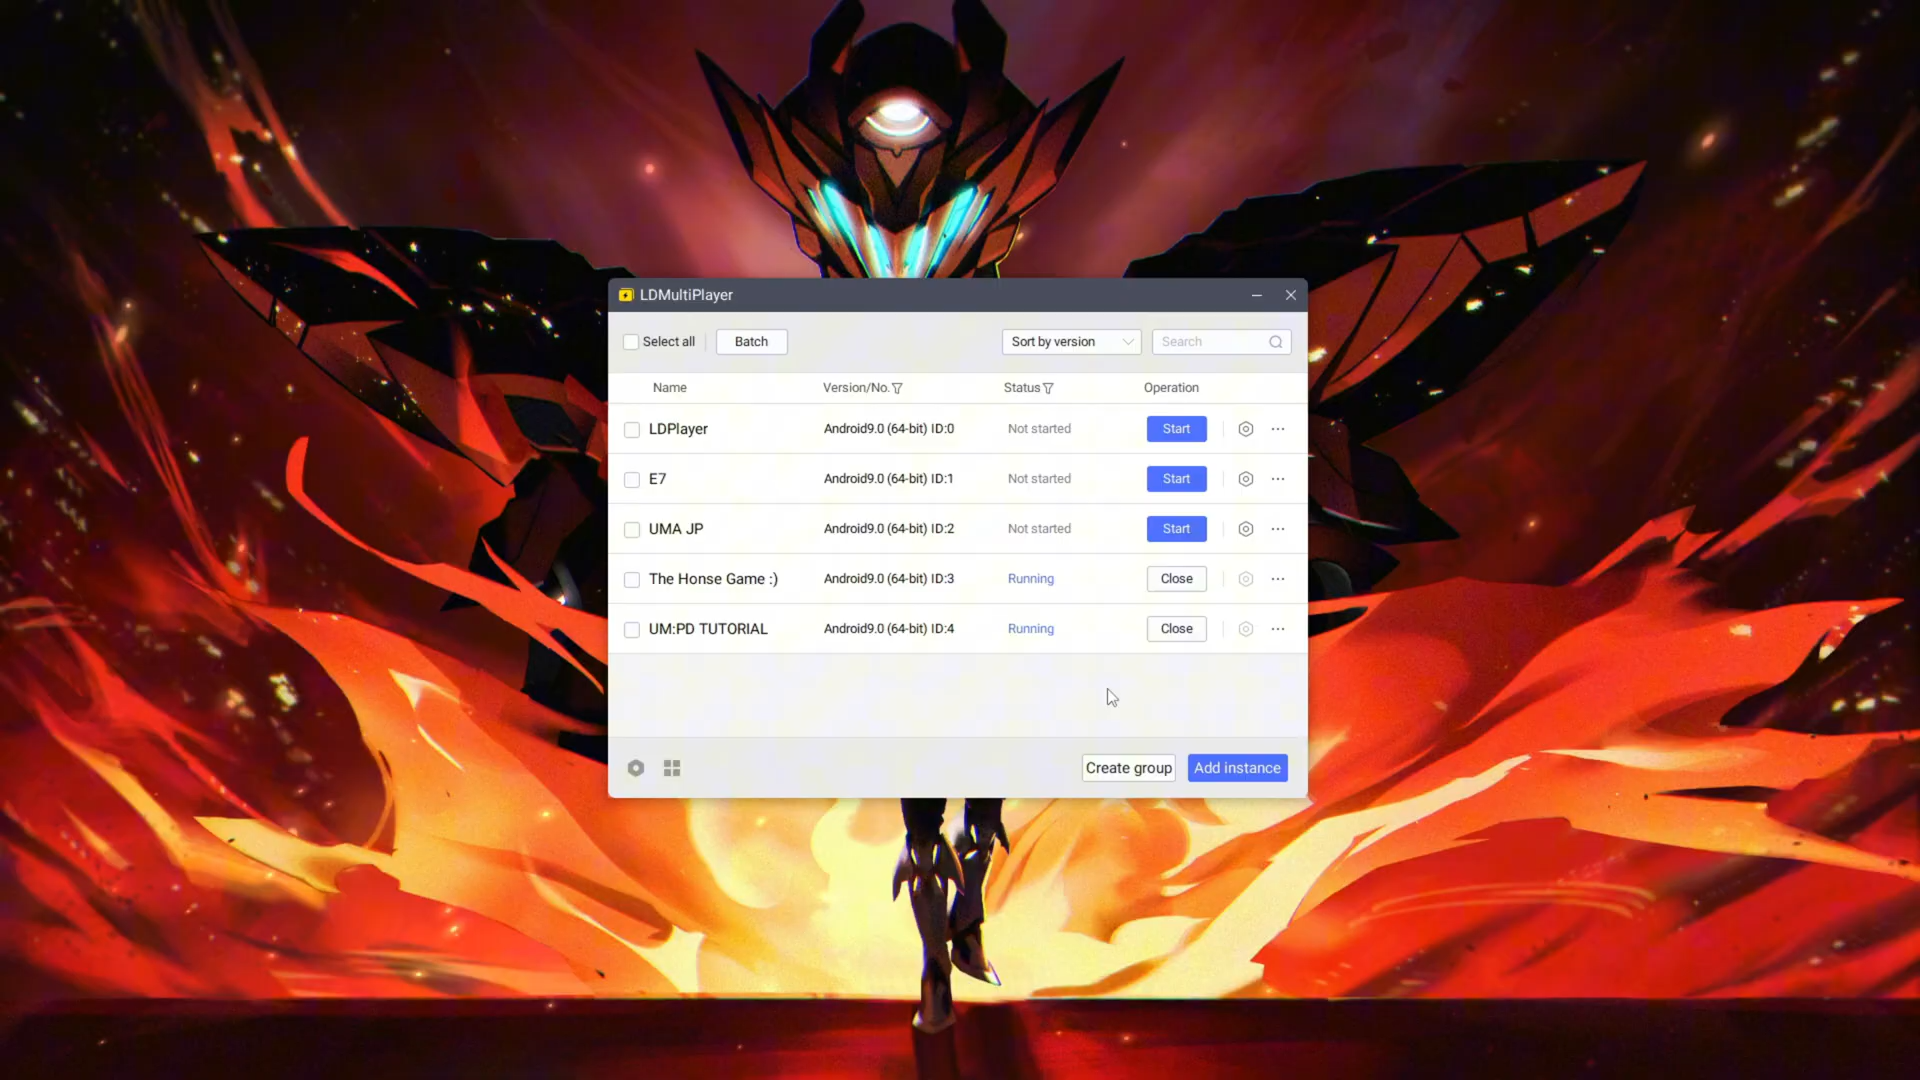 LDMultiPlayer
Select all Batch Sort by version Search
Name Version/No. Status Operation
LDPlayer Android9.0 (64-bit) ID:0 Not started Start
E7 Android9.0 (64-bit) ID:1 Not started Start
UMA JP Android9.0 (64-bit) ID:2 Not started Start
The Honse Game :) Android9.0 (64-bit) ID:3 Running Close
UM:PD TUTORIAL Android9.0 (64-bit) ID:4 Running Close
Create group Add instance